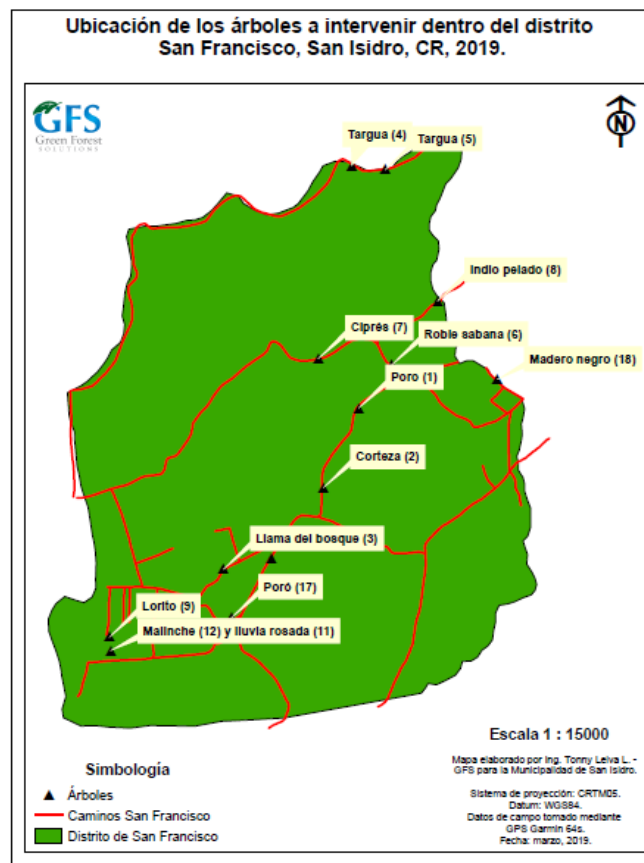 Ubicación de los árboles a intervenir dentro del distrito
San Francisco, San Isidro, CR, 2019.
GFS
Green Forest
SOLUTIONS
N
Targua (4)
Targua (5)
Indio pelado (8)
Ciprés (7)
Roble sabana (6)
Madero negro (18)
Poro (1)
Corteza (2)
Llama del bosque (3)
Poró (17)
Lorito (9)
Malinche (12) y lluvia rosada (11)
Escala 1 : 15000
Mapa elaborado por Ing. Tonny Leiva L. -
GFS para la Municipalidad de San Isidro.
Sistema de proyección: CRTM05.
Datum: WGS84.
Datos de campo tomado mediante
GPS Garmin 64s.
Fecha: marzo, 2019.
Simbología
Árboles
Caminos San Francisco
Distrito de San Francisco